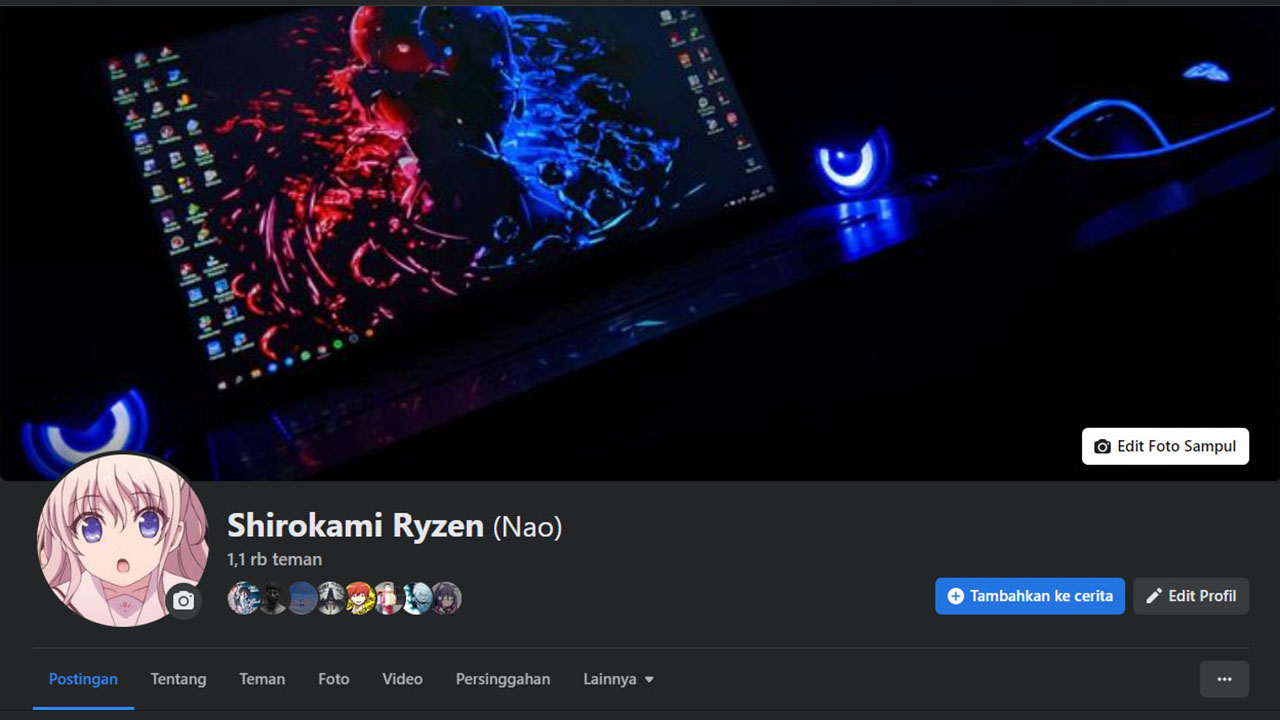 Edit Foto Sampul
Shirokami Ryzen (Nao)
1,1 rb teman
Tambahkan ke cerita
Edit Profil
Postingan
Tentang
Teman
Foto
Video
Persinggahan
Lainnya